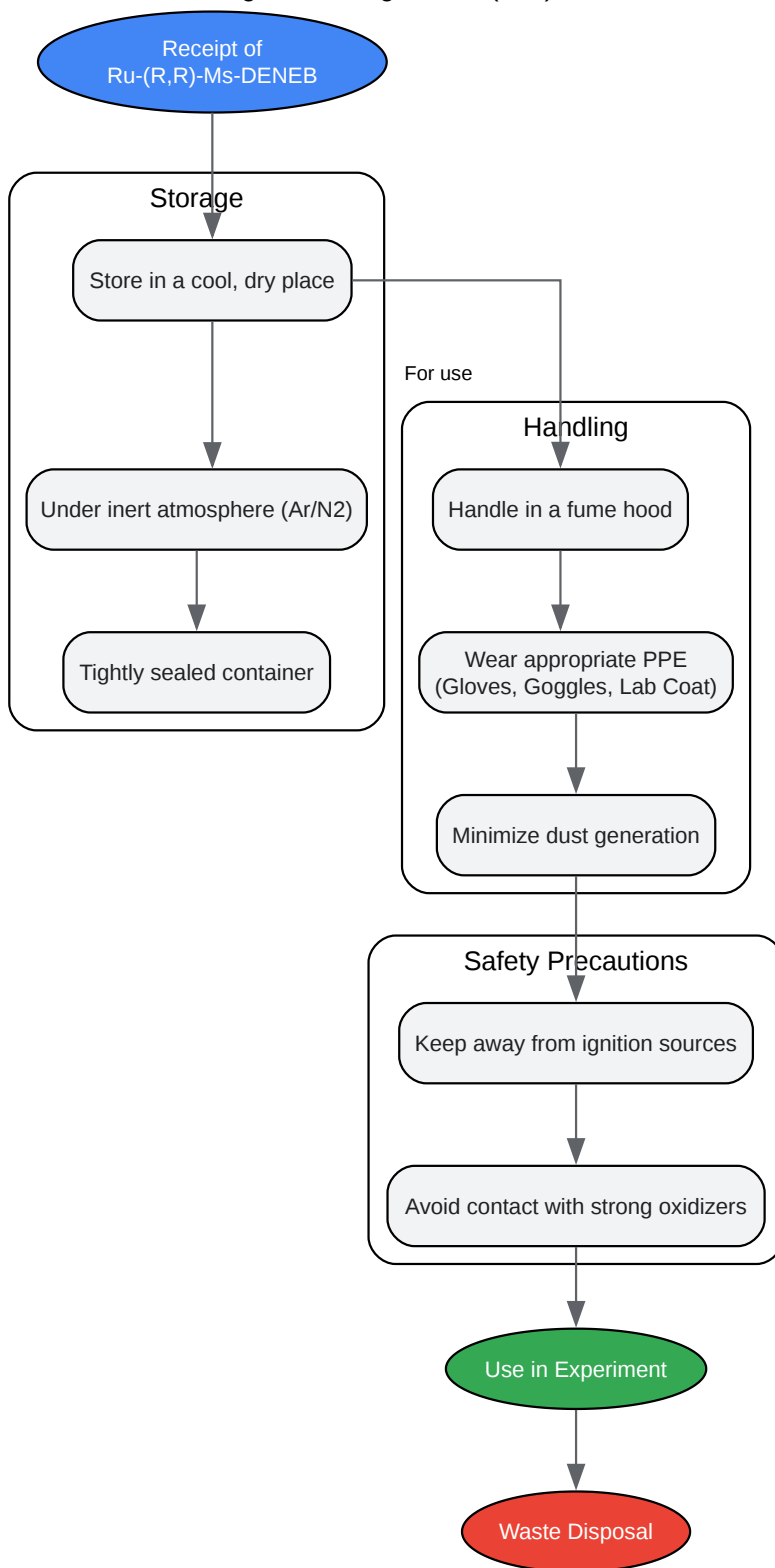 Receipt of
Ru-(R,R)-Ms-DENEB
Storage
Store in a cool, dry place
For use
Handling
Under inert atmosphere (Ar/N2)
Handle in a fume hood
Tightly sealed container
Wear appropriate PPE
(Gloves, Goggles, Lab Coat)
Minimize dust generation
Safety Precautions
Keep away from ignition sources
Avoid contact with strong oxidizers
Use in Experiment
Waste Disposal